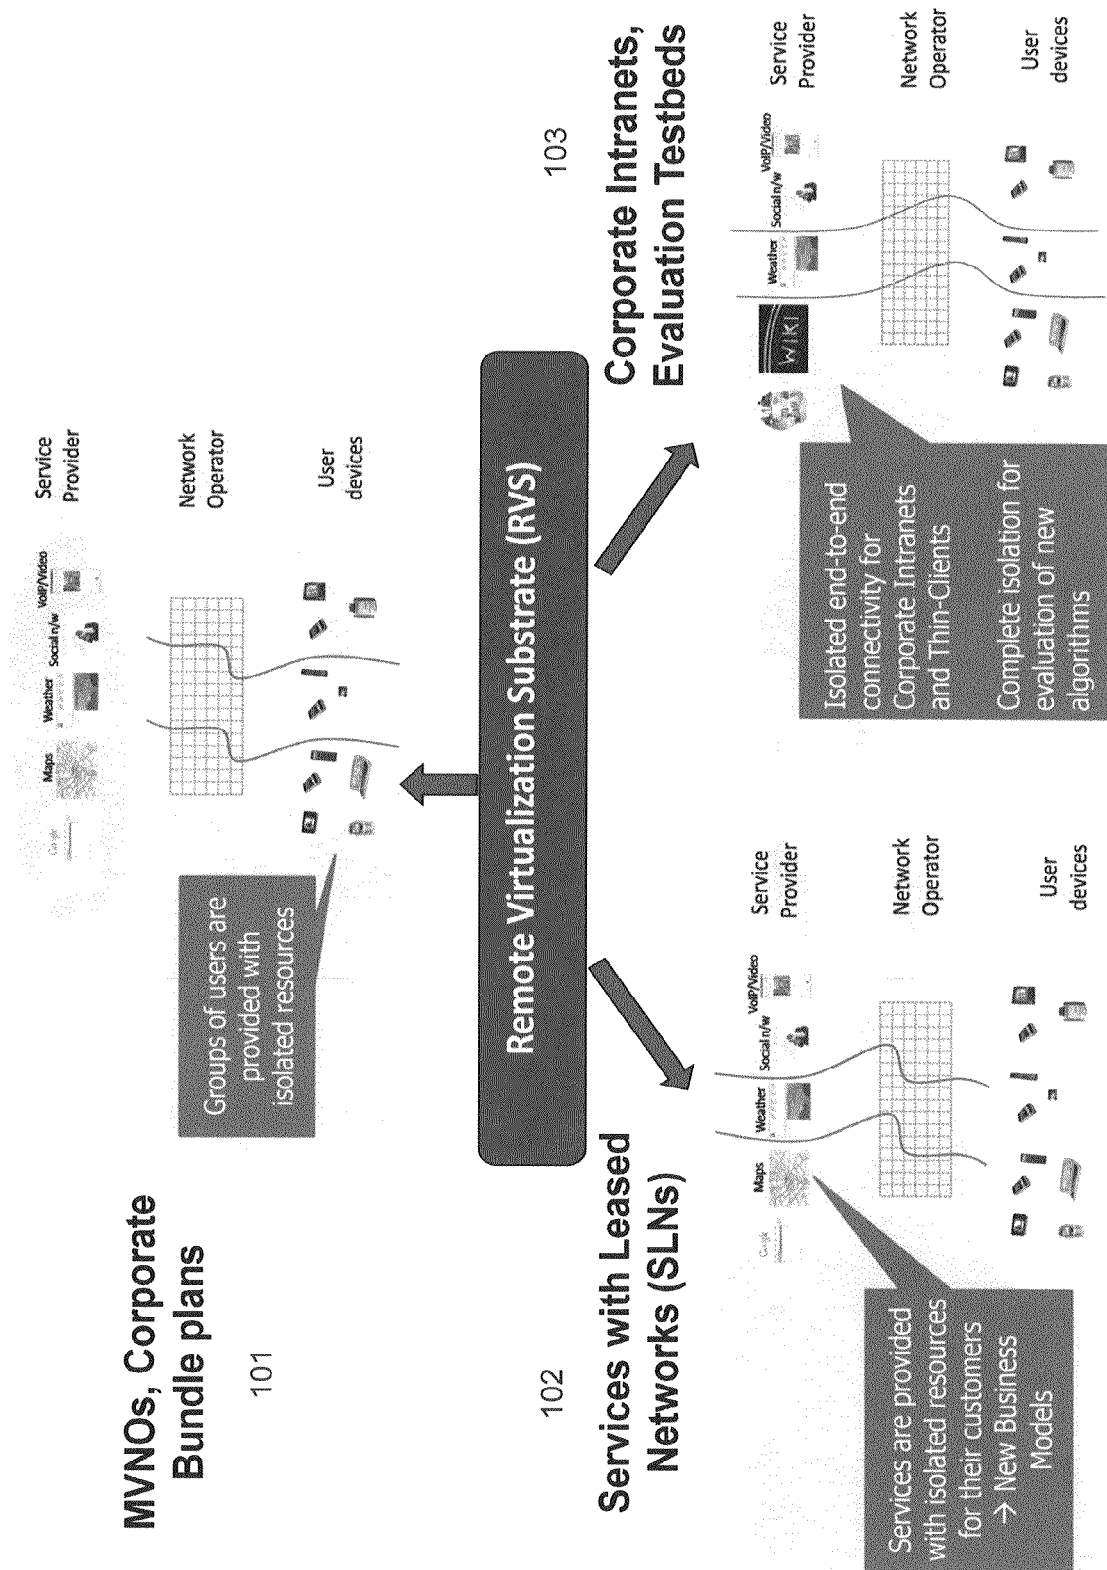 MVNOs, Corporate
Bundle plans
101
Groups of users are
provided with
isolated resources
Google
Maps
Weather
Social n/w
VoIP/Video
Service
Provider
Network
Operator
User
devices
Remote Virtualization Substrate (RVS)
Services with Leased
Networks (SLNs)
102
Services are provided
with isolated resources
for their customers
→ New Business
Models
Google
Maps
Weather
Social n/w
VoIP/Video
Service
Provider
Network
Operator
User
devices
103
Corporate Intranets,
Evaluation Testbeds
Isolated end-to-end
connectivity for
Corporate Intranets
and Thin-Clients
Complete isolation for
evaluation of new
algorithms
WIKI
Weather
Social n/w
VoIP/Video
Service
Provider
Network
Operator
User
devices